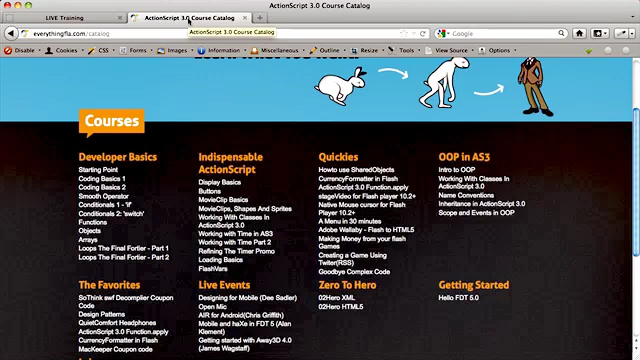 LIVE Training
ActionScript 3.0 Course Catalog
everythingfla.com/catalog
Google
ActionScript 3.0 Course Catalog
Disable
Cookies
CSS
Forms
Images
Information
Miscellaneous
Outline
Resize
Tools
View Source
Options
Courses
Developer Basics
Starting Point
Coding Basics 1
Coding Basics 2
Smooth Operator
Conditionals 1 - 'if'
Conditionals 2: 'switch'
Functions
Objects
Arrays
Loops The Final Fortier - Part 1
Loops The Final Fortier - Part 2
Indispensable
ActionScript
Display Basics
Buttons
MovieClip Basics
MovieClips, Shapes And Sprites
Working With Classes In
ActionScript 3.0
Working with Time in AS3
Working with Time Part 2
Refining The Timer Promo
Loading Basics
FlashVars
Quickies
Howto use SharedObjects
CurrencyFormatter in Flash
ActionScript 3.0 Function.apply
stageVideo for Flash player 10.2+
Native Mouse cursor for Flash
Player 10.2+
A Menu in 30 minutes
Adobe Wallaby - Flash to HTML5
Making Money from your flash
Games
Creating a Game Using
Twiter(RSS)
Goodbye Complex Code
OOP in AS3
Intro to OOP
Working With Classes In
ActionScript 3.0
Name Conventions
Inheritance in ActionScript 3.0
Scope and Events in OOP
The Favorites
SoThink swf Decomplier Coupon
Code
Design Patterns
QuietComfort Headphones
ActionScript 3.0 Function.apply
CurrencyFormatter in Flash
MacKeeper Coupon code
Live Events
Designing for Mobile (Dee Sadler)
Open Mic
AIR for Android(Chris Griffith)
Mobile and haXe in FDT 5 (Alan
Klement)
Getting started with Away3D 4.0
(James Wagstaff)
Zero To Hero
02Hero XML
02Hero HTML5
Getting Started
Hello FDT 5.0